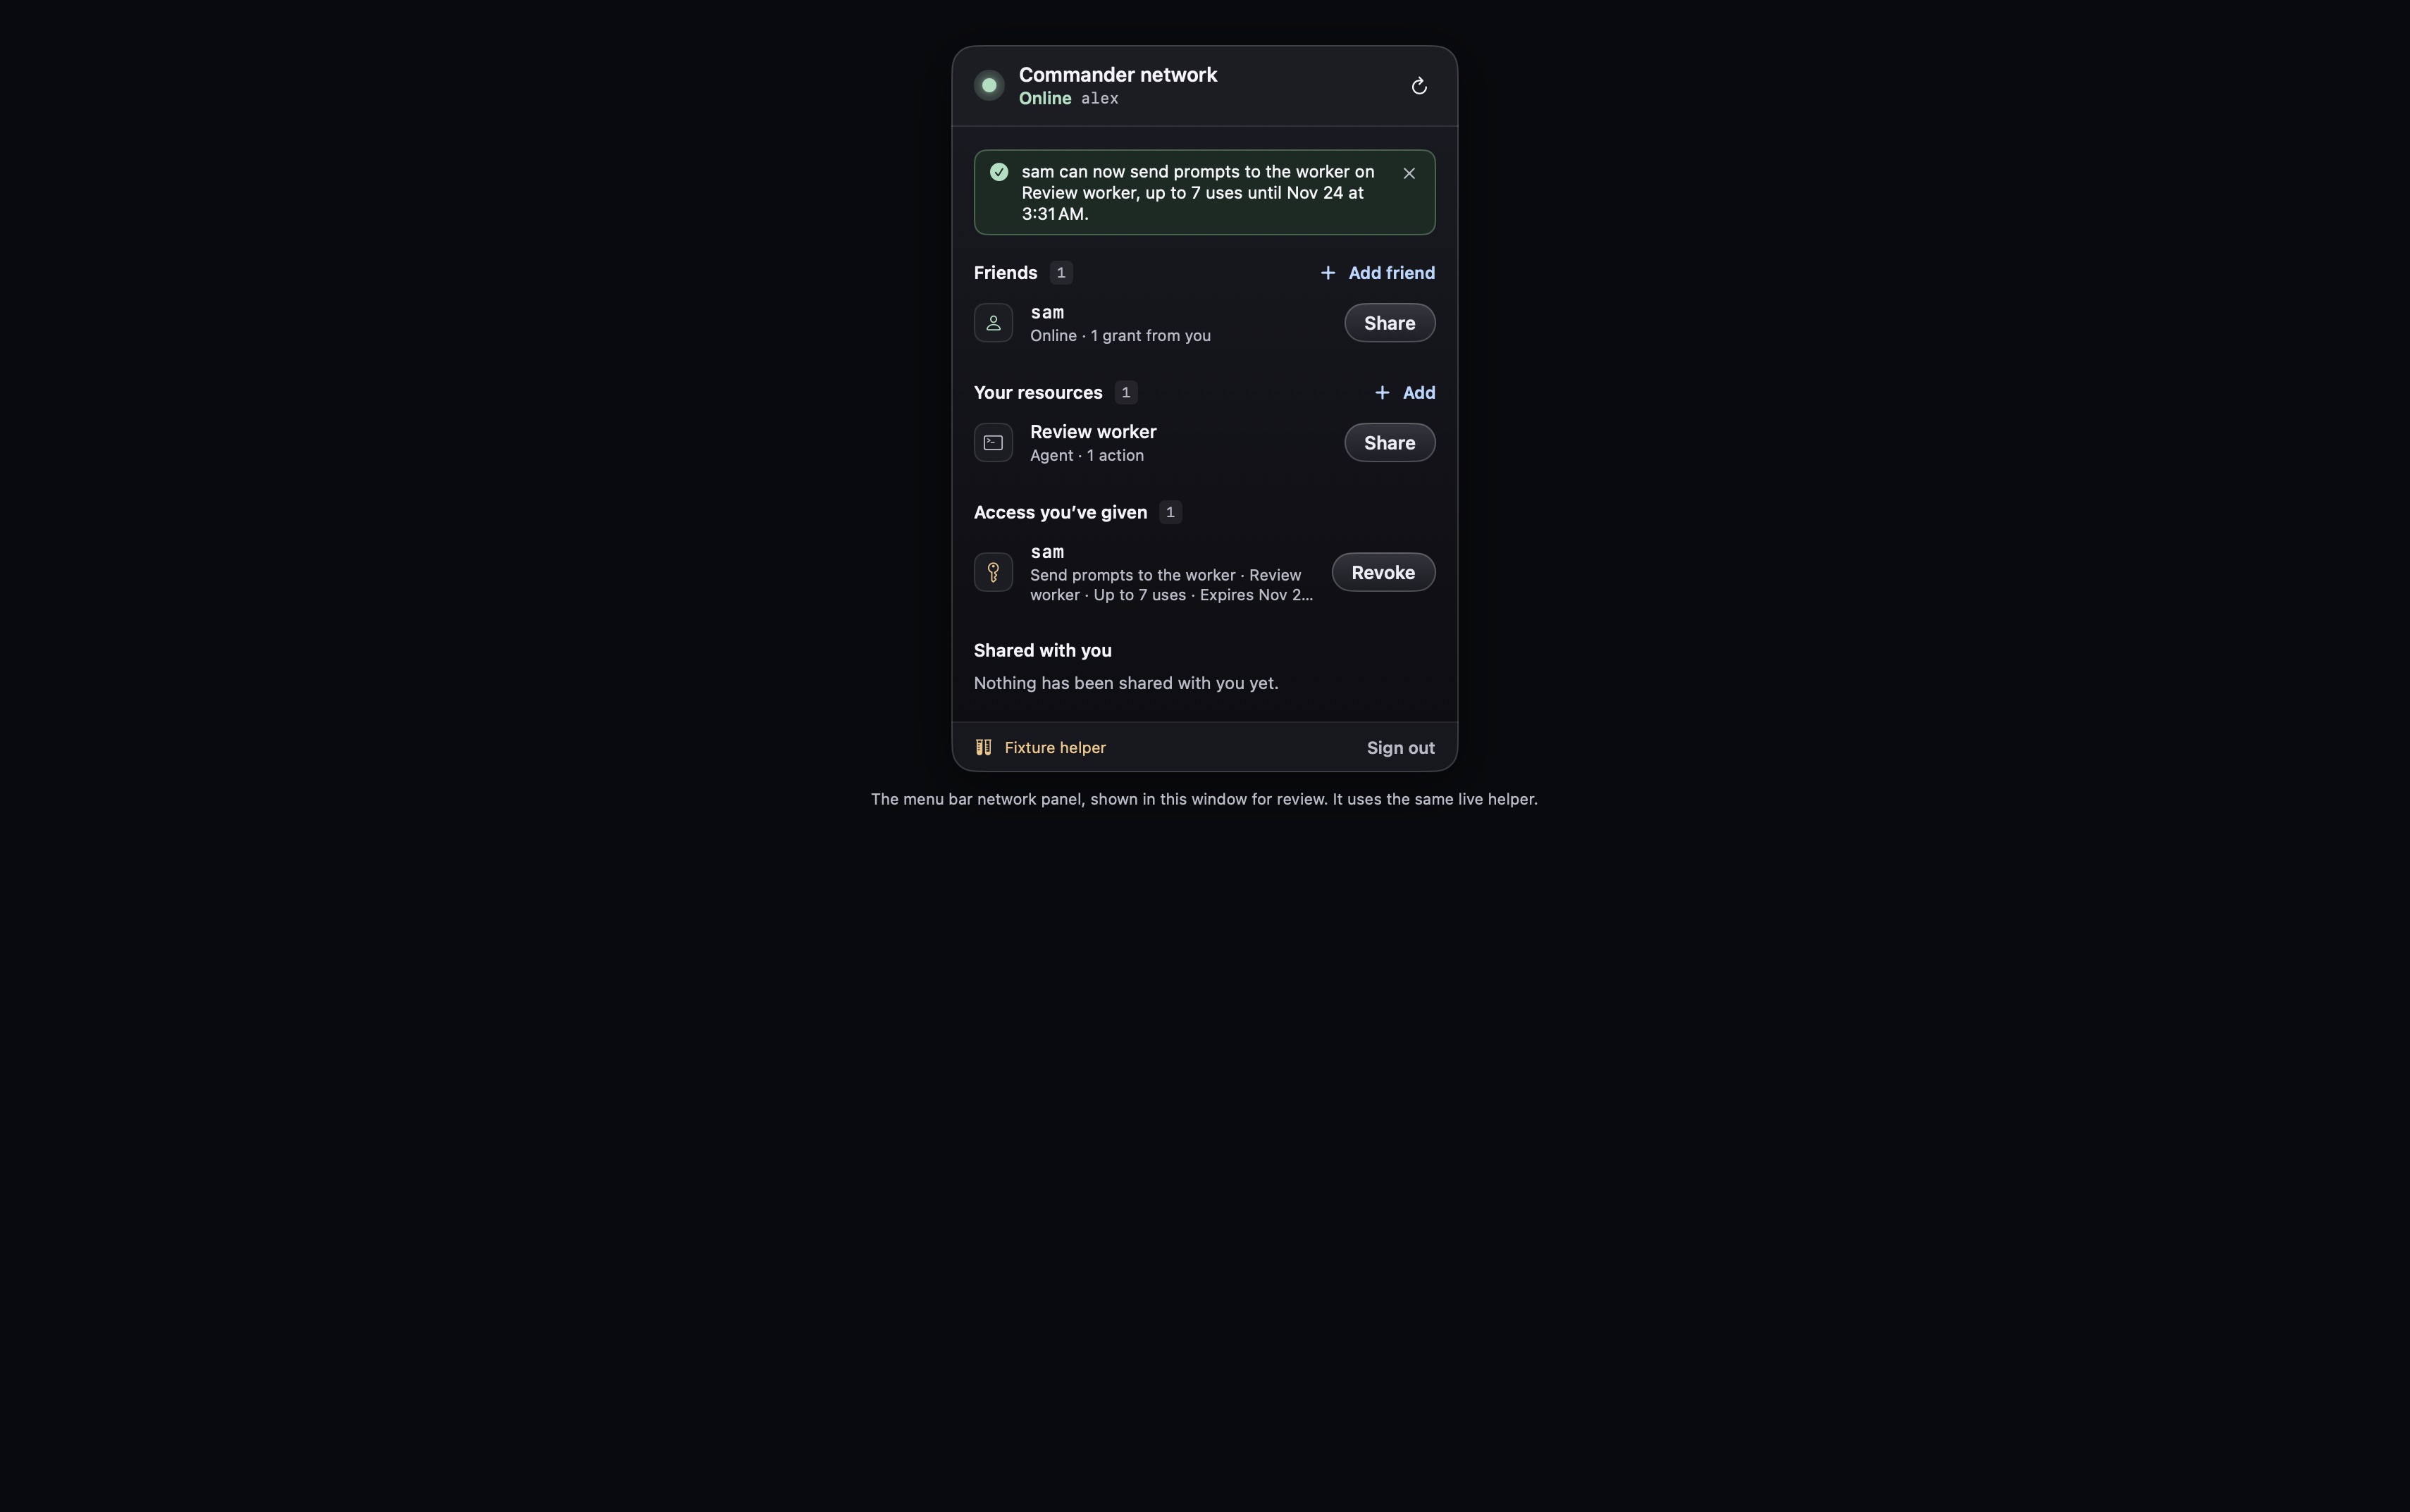 Commander network
Online alex
sam can now send prompts to the worker on
Review worker, up to 7 uses until Nov 24 at
3:31 AM.
Friends 1
+ Add friend
sam
Online · 1 grant from you
Share
Your resources 1
+ Add
Review worker
Agent · 1 action
Share
Access you’ve given 1
sam
Send prompts to the worker · Review
worker · Up to 7 uses · Expires Nov 2…
Revoke
Shared with you
Nothing has been shared with you yet.
Fixture helper
Sign out
The menu bar network panel, shown in this window for review. It uses the same live helper.